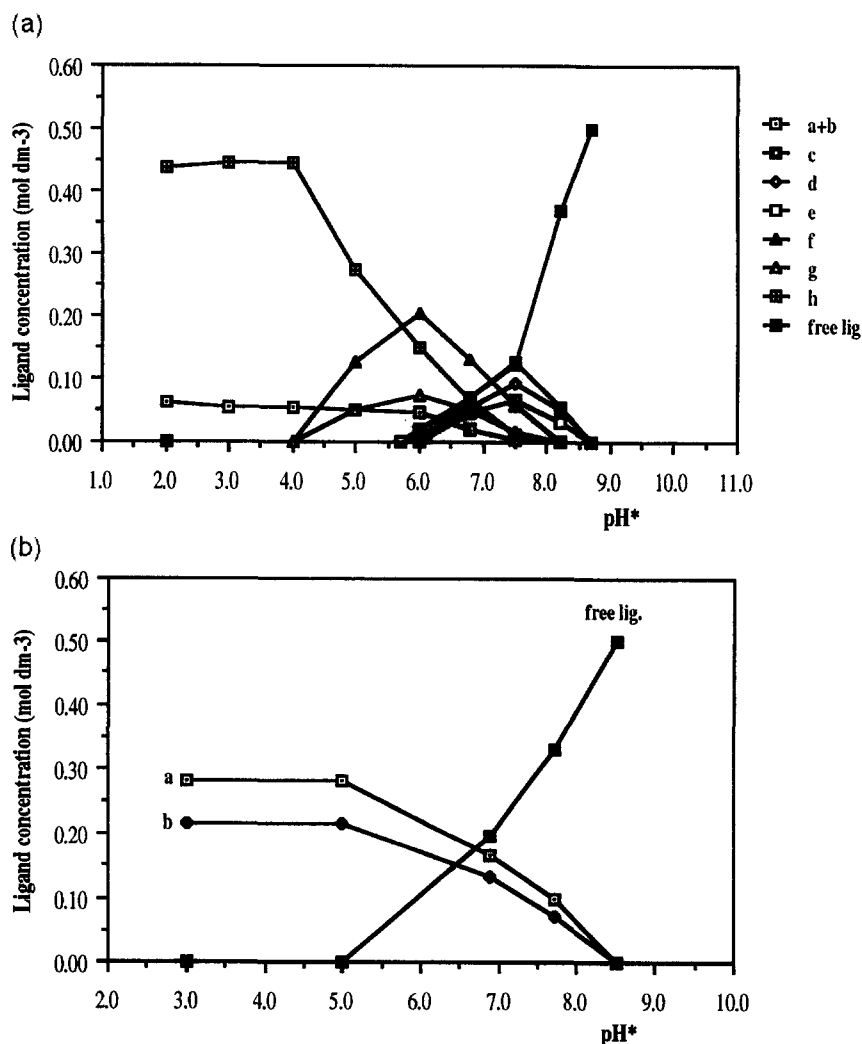 (a)
0.60
0.50
0.40
0.30
0.20
0.10
0.00
Ligand concentration (mol dm-3)
1.0 2.0 3.0 4.0 5.0 6.0 7.0 8.0 9.0 10.0 11.0
pH*
a+b
c
d
e
f
g
h
free lig
(b)
0.60
0.50
0.40
0.30
0.20
0.10
0.00
Ligand concentration (mol dm-3)
free lig.
a
b
2.0 3.0 4.0 5.0 6.0 7.0 8.0 9.0 10.0
pH*